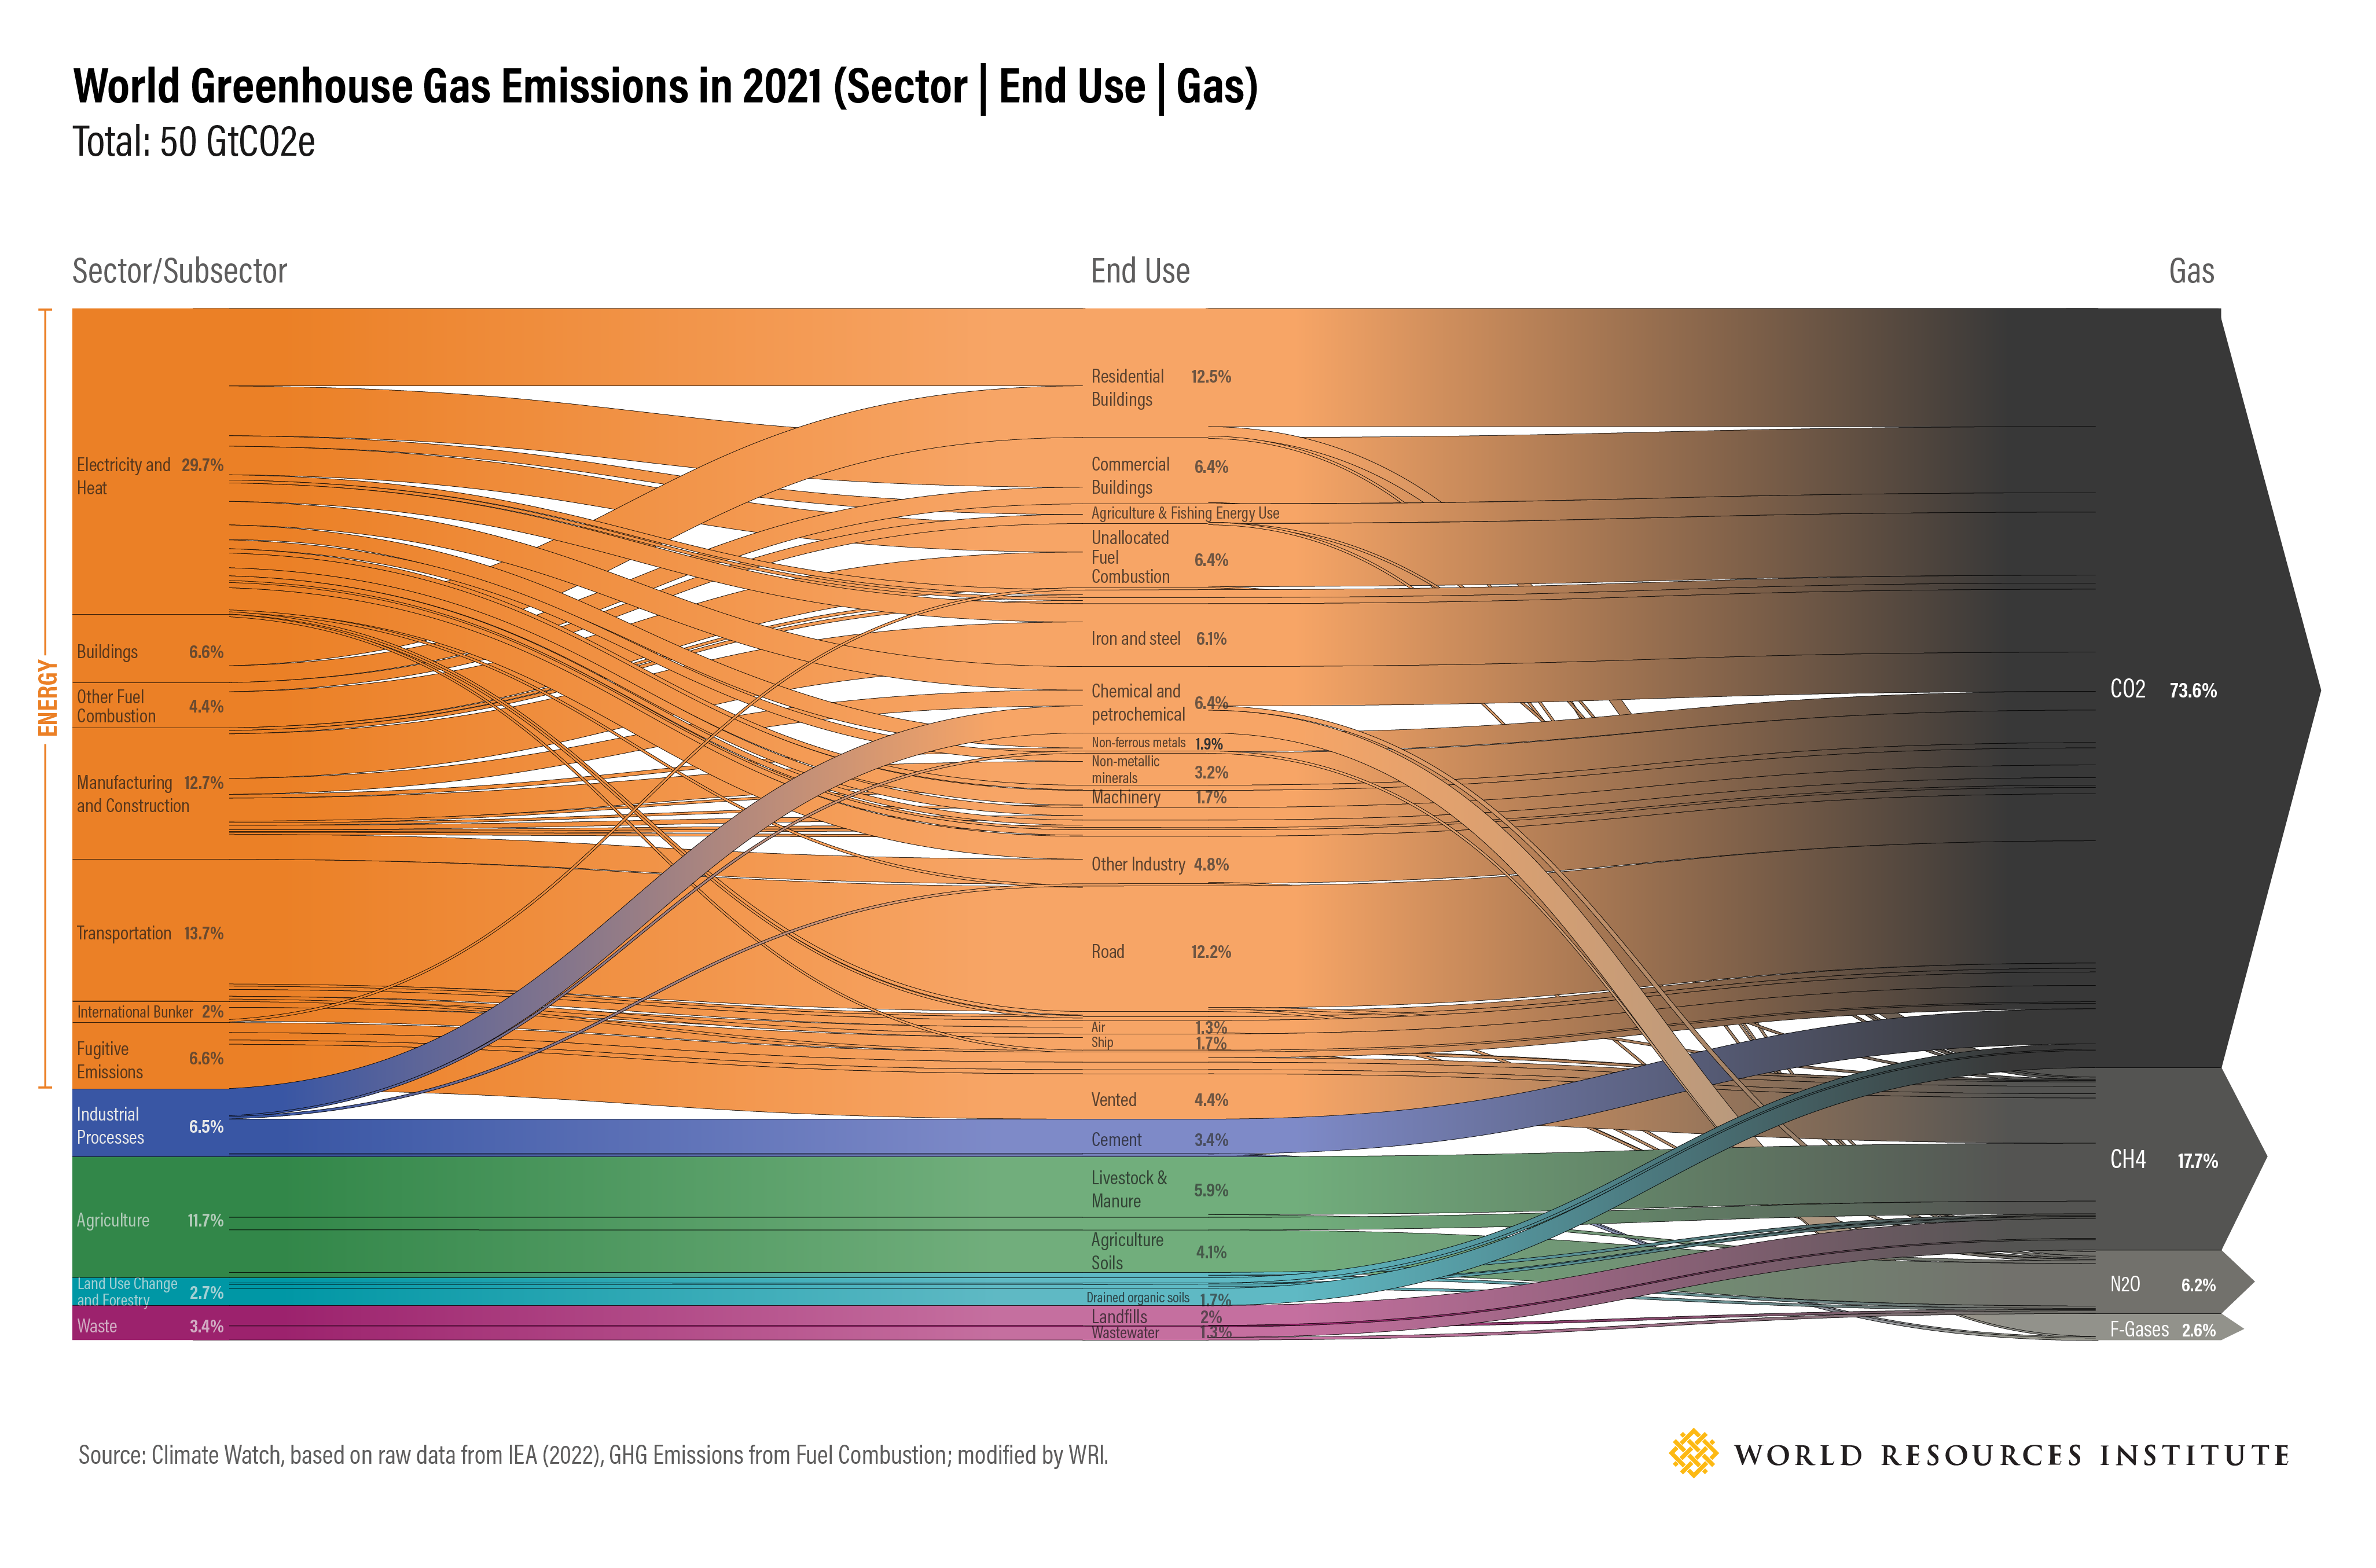 World Greenhouse Gas Emissions in 2021 (Sector | End Use | Gas)
Total: 50 GtCO2e
Sector/Subsector
End Use
Gas
ENERGY
Electricity and 29.7%
Heat
Buildings 6.6%
Other Fuel
Combustion 4.4%
Manufacturing 12.7%
and Construction
Transportation 13.7%
International Bunker 2%
Fugitive
Emissions 6.6%
Industrial
Processes 6.5%
Agriculture 11.7%
Land Use Change
and Forestry 2.7%
Waste 3.4%
Residential 12.5%
Buildings
Commercial 6.4%
Buildings
Agriculture & Fishing Energy Use
Unallocated
Fuel 6.4%
Combustion
Iron and steel 6.1%
Chemical and
petrochemical 6.4%
Non-ferrous metals 1.9%
Non-metallic
minerals 3.2%
Machinery 1.7%
Other Industry 4.8%
Road 12.2%
Air 1.3%
Ship 1.7%
Vented 4.4%
Cement 3.4%
Livestock &
Manure 5.9%
Agriculture
Soils 4.1%
Drained organic soils 1.7%
Landfills 2%
Wastewater 1.3%
CO2 73.6%
CH4 17.7%
N2O 6.2%
F-Gases 2.6%
Source: Climate Watch, based on raw data from IEA (2022), GHG Emissions from Fuel Combustion; modified by WRI.
WORLD RESOURCES INSTITUTE